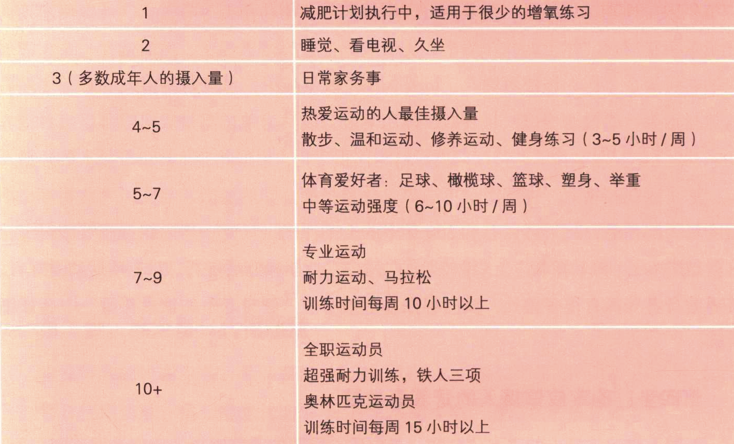 1 减肥计划执行中，适用于很少的增氧练习
2 睡觉、看电视、久坐
3（多数成年人的摄入量） 日常家务事
4~5
热爱运动的人最佳摄入量
散步、温和运动、修养运动、健身练习（3~5 小时 / 周）
5~7
体育爱好者：足球、橄榄球、篮球、塑身、举重
中等运动强度（6~10 小时 / 周）
7~9
专业运动
耐力运动、马拉松
训练时间每周 10 小时以上
10+
全职运动员
超强耐力训练，铁人三项
奥林匹克运动员
训练时间每周 15 小时以上